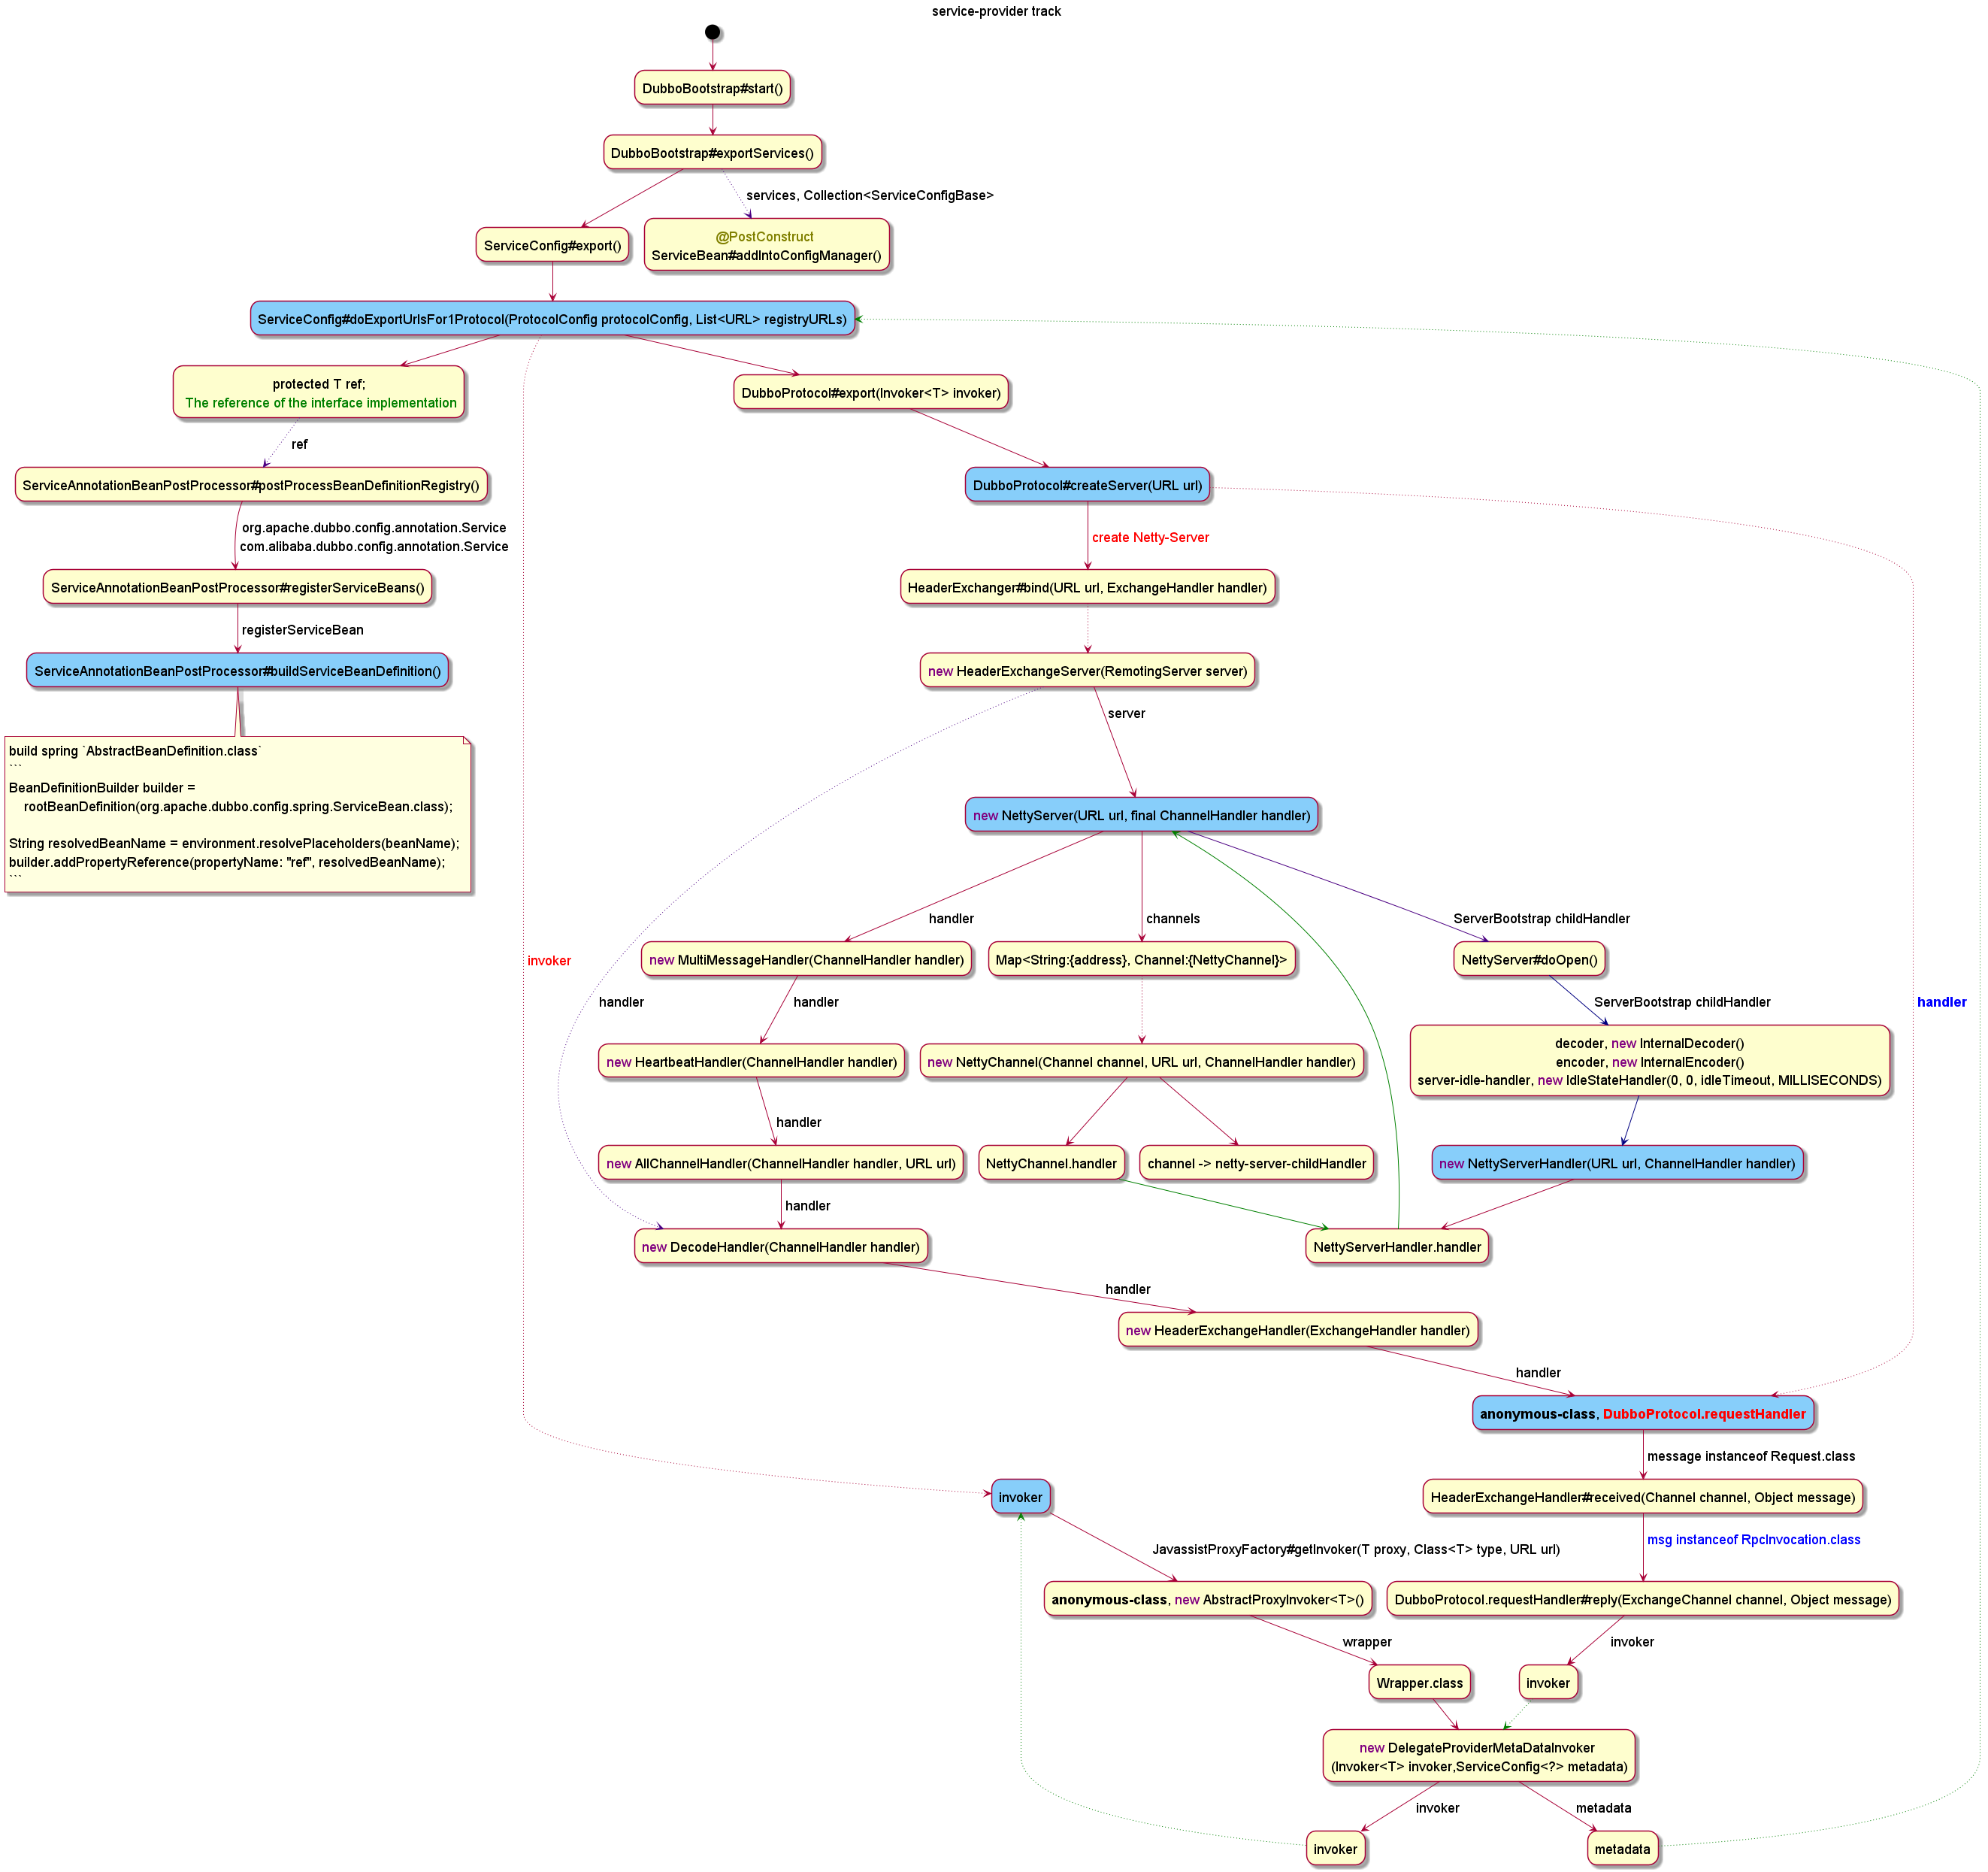 service-provider track
DubboBootstrap#start()
DubboBootstrap#exportServices()
services, Collection<ServiceConfigBase>
ServiceConfig#export()
@PostConstruct
ServiceBean#addIntoConfigManager()
ServiceConfig#doExportUrlsFor1Protocol(ProtocolConfig protocolConfig, List<URL> registryURLs)
protected T ref;
The reference of the interface implementation
DubboProtocol#export(Invoker<T> invoker)
ref
ServiceAnnotationBeanPostProcessor#postProcessBeanDefinitionRegistry()
DubboProtocol#createServer(URL url)
org.apache.dubbo.config.annotation.Service
com.alibaba.dubbo.config.annotation.Service
create Netty-Server
ServiceAnnotationBeanPostProcessor#registerServiceBeans()
HeaderExchanger#bind(URL url, ExchangeHandler handler)
registerServiceBean
ServiceAnnotationBeanPostProcessor#buildServiceBeanDefinition()
new HeaderExchangeServer(RemotingServer server)
server
build spring `AbstractBeanDefinition.class`
```
BeanDefinitionBuilder builder =
rootBeanDefinition(org.apache.dubbo.config.spring.ServiceBean.class);
String resolvedBeanName = environment.resolvePlaceholders(beanName);
builder.addPropertyReference(propertyName: "ref", resolvedBeanName);
```
new NettyServer(URL url, final ChannelHandler handler)
handler
channels
ServerBootstrap childHandler
invoker
new MultiMessageHandler(ChannelHandler handler)
Map<String:{address}, Channel:{NettyChannel}>
NettyServer#doOpen()
handler
handler
ServerBootstrap childHandler
handler
new HeartbeatHandler(ChannelHandler handler)
new NettyChannel(Channel channel, URL url, ChannelHandler handler)
decoder, new InternalDecoder()
encoder, new InternalEncoder()
server-idle-handler, new IdleStateHandler(0, 0, idleTimeout, MILLISECONDS)
handler
new AllChannelHandler(ChannelHandler handler, URL url)
NettyChannel.handler
channel -> netty-server-childHandler
new NettyServerHandler(URL url, ChannelHandler handler)
handler
new DecodeHandler(ChannelHandler handler)
NettyServerHandler.handler
handler
new HeaderExchangeHandler(ExchangeHandler handler)
handler
anonymous-class, DubboProtocol.requestHandler
message instanceof Request.class
invoker
HeaderExchangeHandler#received(Channel channel, Object message)
JavassistProxyFactory#getInvoker(T proxy, Class<T> type, URL url)
msg instanceof RpcInvocation.class
anonymous-class, new AbstractProxyInvoker<T>()
DubboProtocol.requestHandler#reply(ExchangeChannel channel, Object message)
wrapper
invoker
Wrapper.class
invoker
new DelegateProviderMetaDataInvoker
(Invoker<T> invoker,ServiceConfig<?> metadata)
invoker
metadata
invoker
metadata